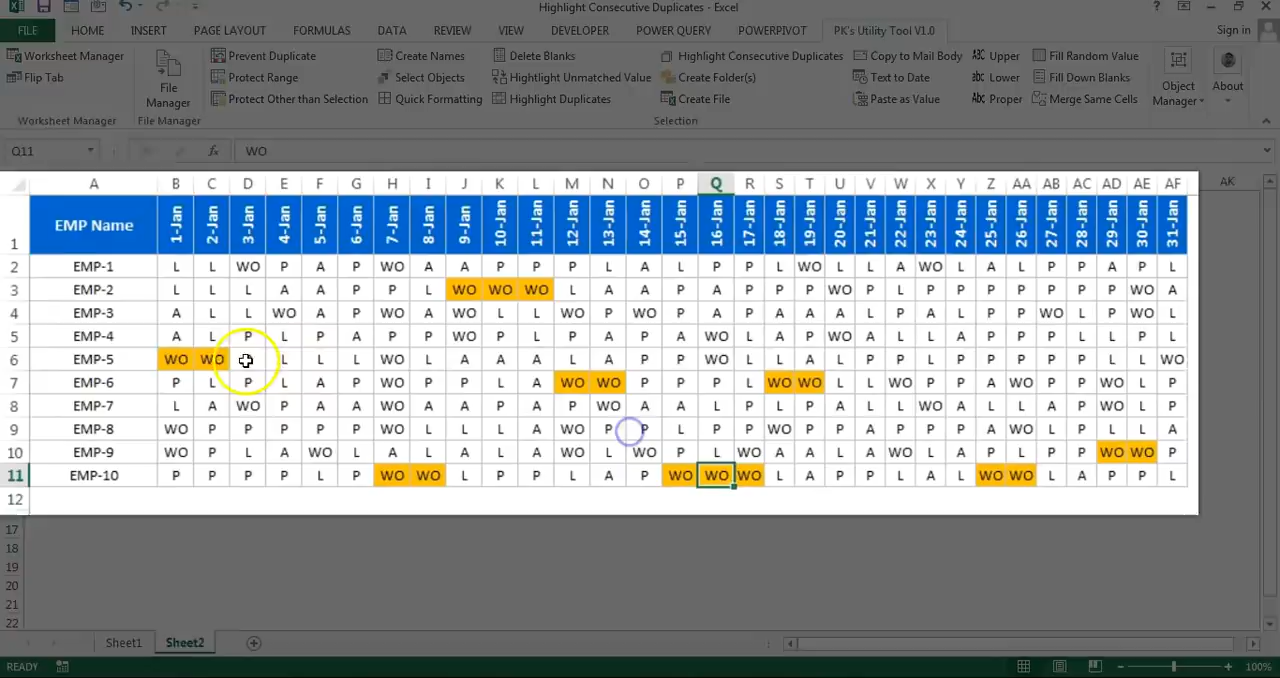 Highlight Consecutive Duplicates - Excel
Sign in
FILE HOME INSERT PAGE LAYOUT FORMULAS DATA REVIEW VIEW DEVELOPER POWER QUERY POWERPIVOT PK's Utility Tool V1.0
Worksheet Manager Prevent Duplicate Create Names Delete Blanks Highlight Consecutive Duplicates Copy to Mail Body Upper Fill Random Value
Flip Tab Protect Range Select Objects Hightlight Unmatched Value Create Folder(s) Text to Date Lower Fill Down Blanks
File Manager Protect Other than Selection Quick Formatting Highlight Duplicates Create File Paste as Value Proper Merge Same Cells Object Manager About
Worksheet Manager File Manager Selection
Q11 fx WO
A B C D E F G H I J K L M N O P Q R S T U V W X Y Z AA AB AC AD AE AF AK
1 EMP Name 1-Jan 2-Jan 3-Jan 4-Jan 5-Jan 6-Jan 7-Jan 8-Jan 9-Jan 10-Jan 11-Jan 12-Jan 13-Jan 14-Jan 15-Jan 16-Jan 17-Jan 18-Jan 19-Jan 20-Jan 21-Jan 22-Jan 23-Jan 24-Jan 25-Jan 26-Jan 27-Jan 28-Jan 29-Jan 30-Jan 31-Jan
2 EMP-1 L L WO P A P WO A A P P P L A L P P L WO L L A WO L A L P P A P L
3 EMP-2 L L L A A P P L WO WO WO L A A P A P P P WO P L P P P P P P P WO A
4 EMP-3 A L L WO A P WO A WO L L WO P WO P A P A A A L P A L P P WO L P WO L
5 EMP-4 A L P L P A P P WO P L P A P A WO L A P WO A L L A P P P L L P L
6 EMP-5 WO WO L L L WO L A A A L A P P WO L L A L P P L P P P P P L L WO
7 EMP-6 P L P L A P WO P P L A WO WO P P P L WO WO L L WO P P A WO P P WO L P
8 EMP-7 L A WO P A A WO A A P A P WO A A L P L P A L L WO A L L A P WO L P
9 EMP-8 WO P P P P P WO L L L A WO P P L P P WO P P A P P P A WO L P L L A
10 EMP-9 WO P L A WO L A L A L A WO L WO P L WO A A L A WO L A P L P A WO WO P
11 EMP-10 P P P P L P WO WO L P P L A P WO WO WO L A P P L A L WO WO L A P P L
12
17
18
19
20
21
22
Sheet1 Sheet2
READY 100%